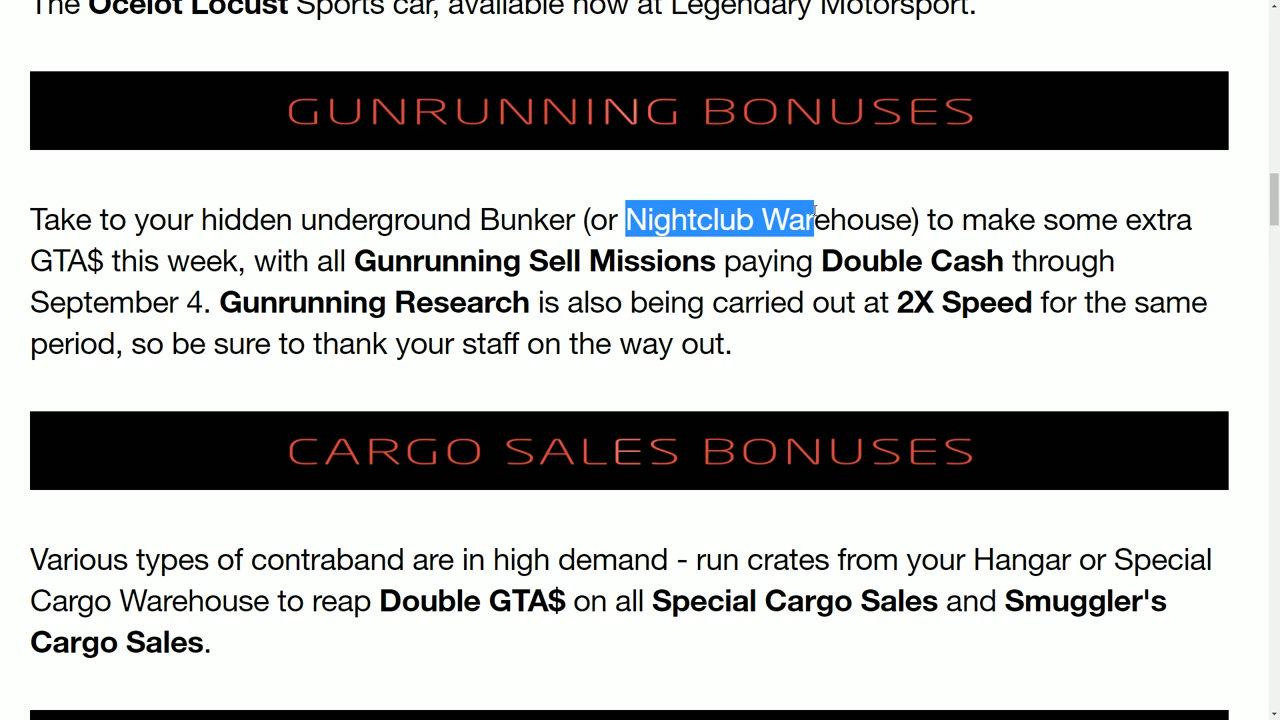 The Ocelot Locust Sports car, available now at Legendary Motorsport.
GUNRUNNING BONUSES
Take to your hidden underground Bunker (or Nightclub Warehouse) to make some extra
GTA$ this week, with all Gunrunning Sell Missions paying Double Cash through
September 4. Gunrunning Research is also being carried out at 2X Speed for the same
period, so be sure to thank your staff on the way out.
CARGO SALES BONUSES
Various types of contraband are in high demand - run crates from your Hangar or Special
Cargo Warehouse to reap Double GTA$ on all Special Cargo Sales and Smuggler's
Cargo Sales.